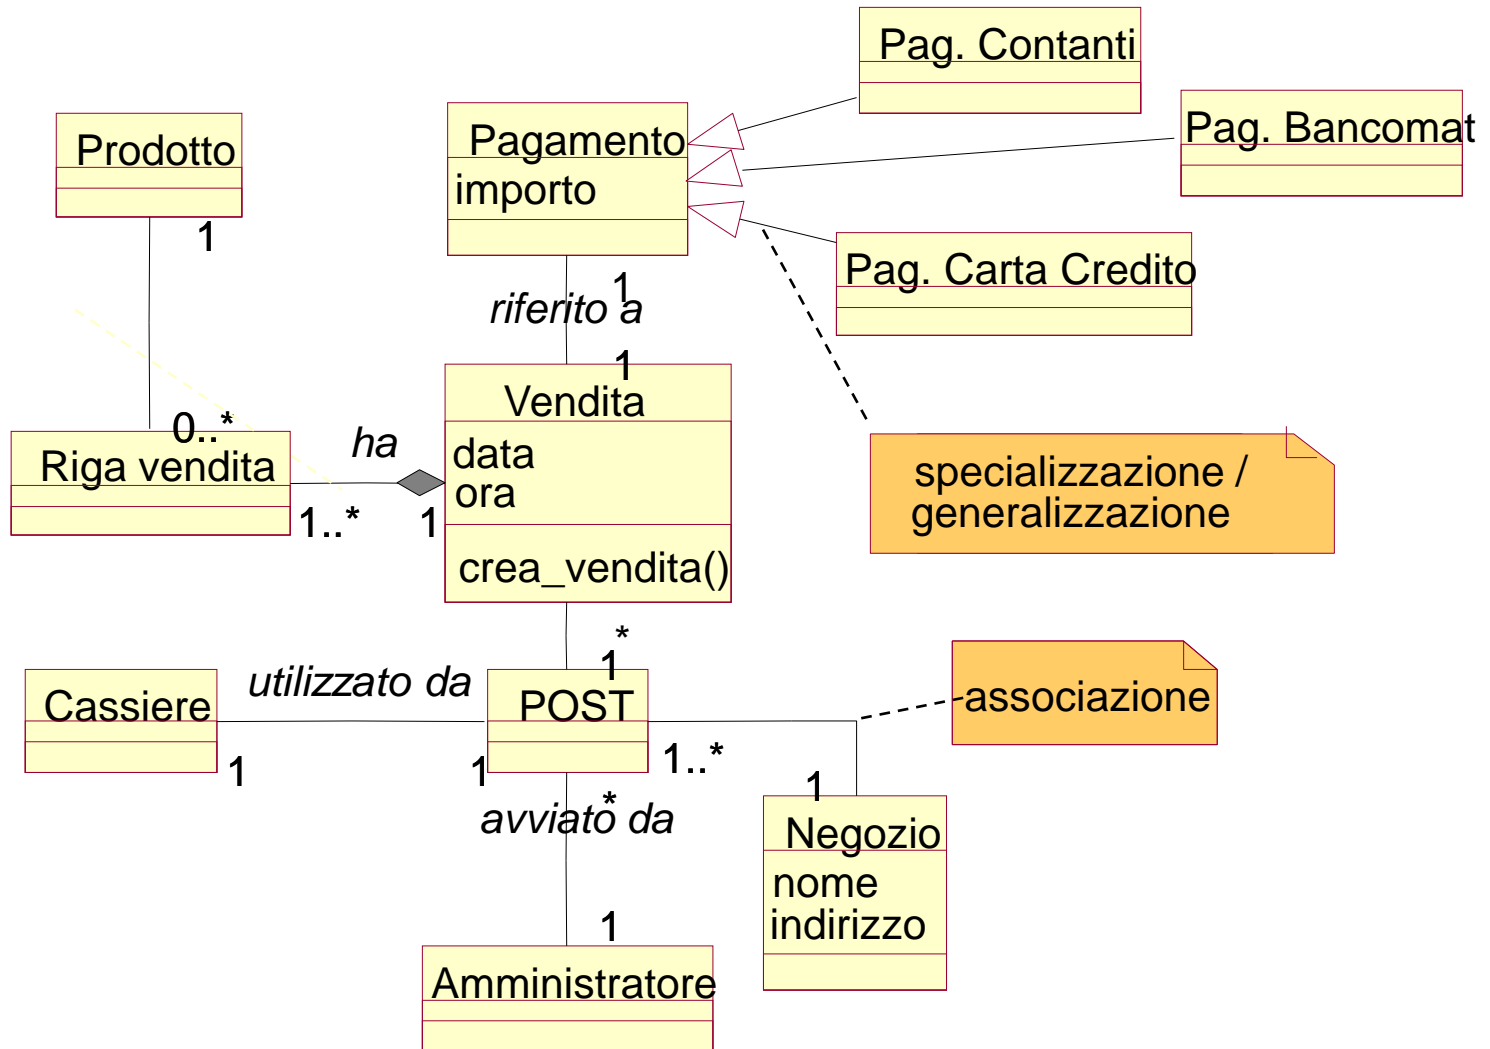 Pag. Contanti
Pag. Bancomat
Prodotto
1
Pagamento
importo
Pag. Carta Credito
1
riferito a
1
Vendita
data
ora
crea_vendita()
0..*
Riga vendita
ha
1..*
1
specializzazione /
generalizzazione
*
1
Cassiere
utilizzato da
POST
1
1
1..*
associazione
*
avviato da
1
Negozio
nome
indirizzo
1
Amministratore